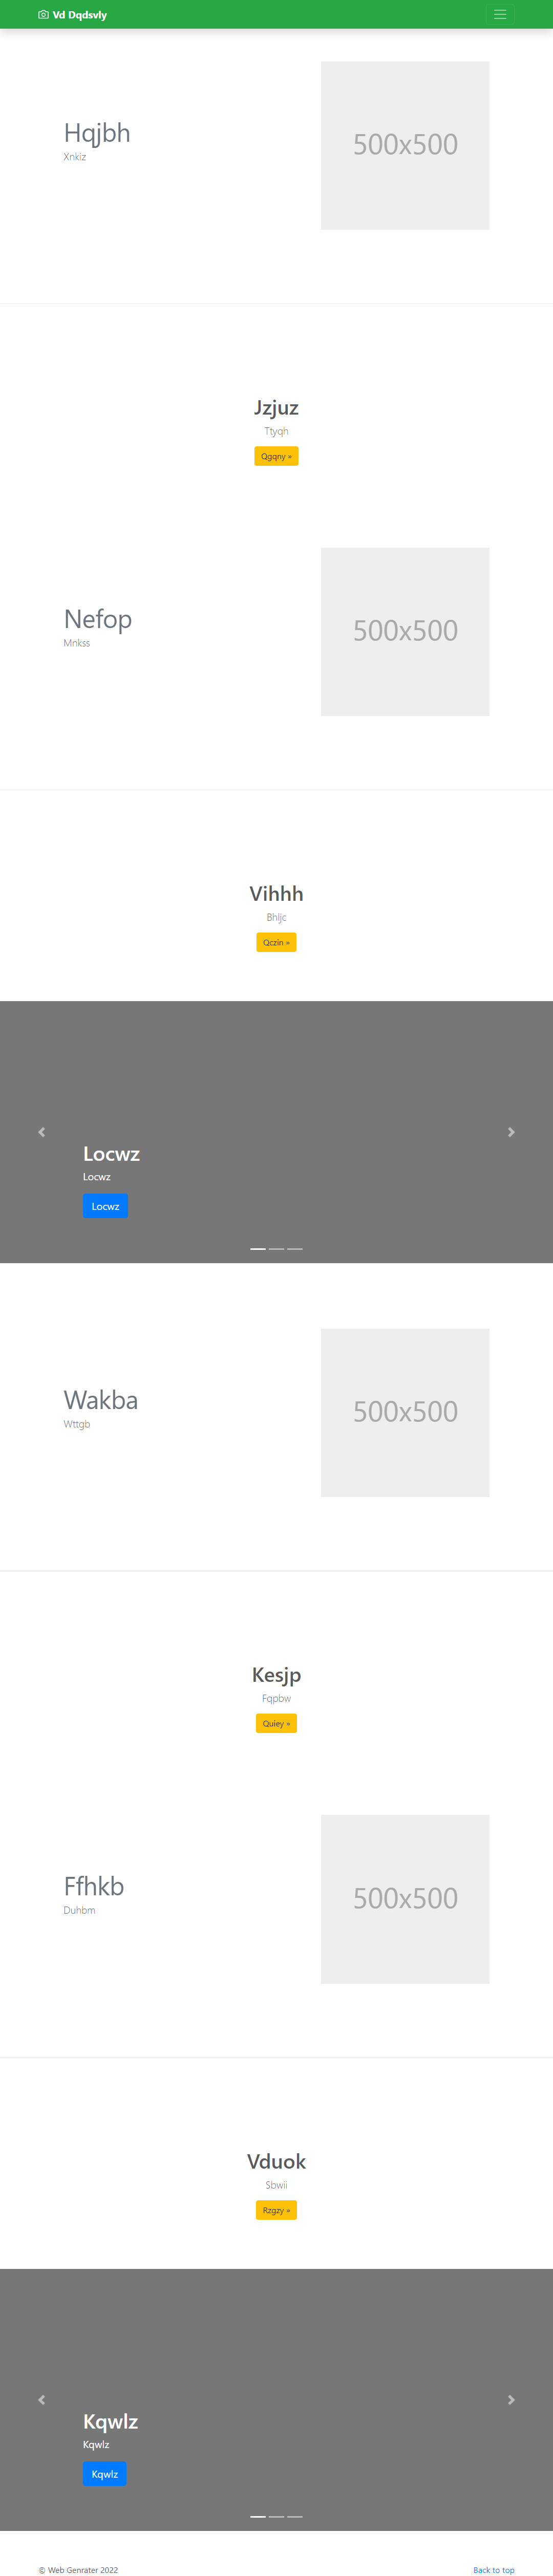 Vd Dqdsvly
Hqjbh
Xnkiz
500x500
Jzjuz
Ttyqh
Qgqny »
Nefop
Mnkss
500x500
Vihhh
Bhljc
Qczin »
Locwz
Locwz
Locwz
Wakba
Wttgb
500x500
Kesjp
Fqpbw
Quiey »
Ffhkb
Duhbm
500x500
Vduok
Sbwii
Rzgzy »
Kqwlz
Kqwlz
Kqwlz
© Web Genrater 2022
Back to top